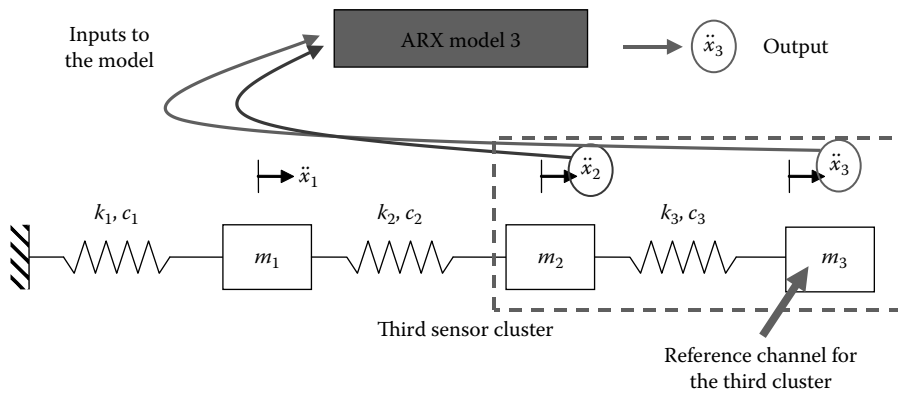 Inputs to
the model
ARX model 3
ẍ₃
Output
ẍ₁
ẍ₂
ẍ₃
k₁, c₁
k₂, c₂
k₃, c₃
m₁
m₂
m₃
Third sensor cluster
Reference channel for
the third cluster